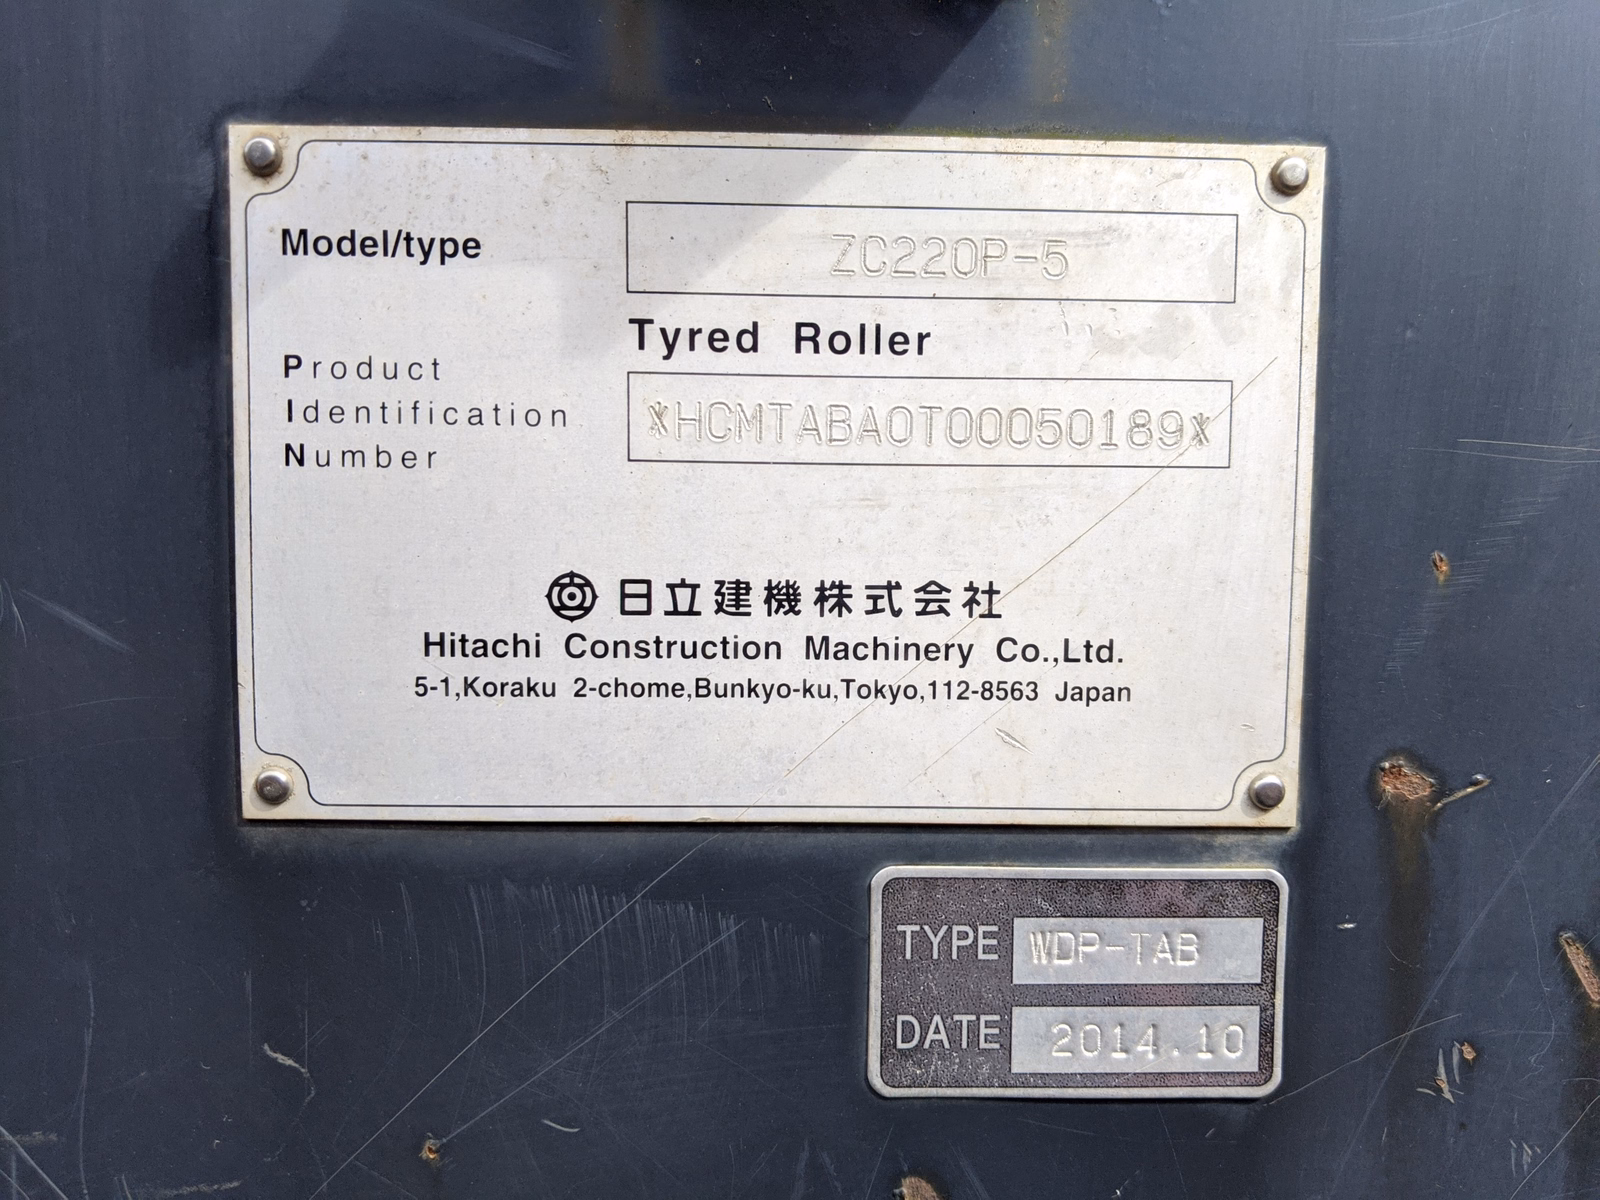 Model/type ZC220P-5
Tyred Roller
Product
Identification
Number
*HCMTABA0T00050189*
日立建機株式会社
Hitachi Construction Machinery Co.,Ltd.
5-1,Koraku 2-chome,Bunkyo-ku,Tokyo,112-8563 Japan
TYPE WDP-TAB
DATE 2014.10